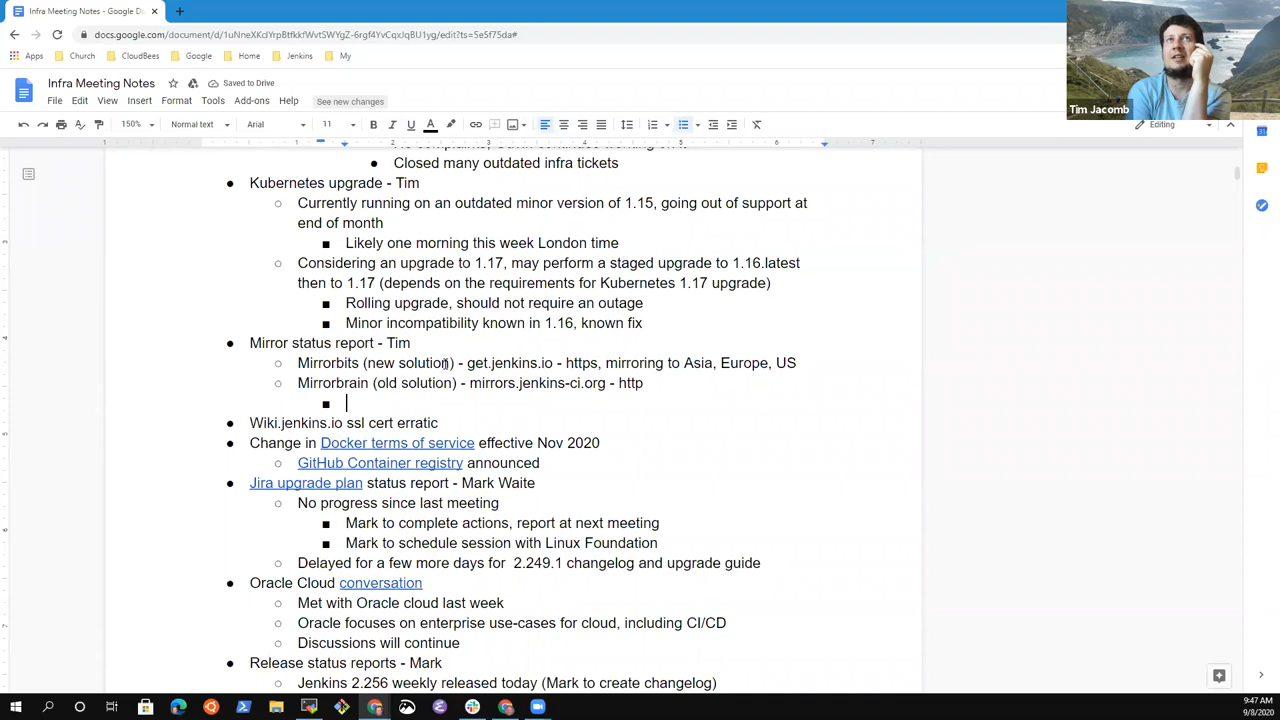 Infra Meeting Notes - Google Do
docs.google.com/document/d/
Apps Church CloudBees Google Home Jenkins My
Infra Meeting Notes Saved to Drive
File Edit View Insert Format Tools Add-ons Help See new changes
150% Normal text Arial 11 B I U A Editing
1 1 2 3 4 5 6 7
Closed many outdated infra tickets
Kubernetes upgrade - Tim
Currently running on an outdated minor version of 1.15, going out of support at
end of month
Likely one morning this week London time
Considering an upgrade to 1.17, may perform a staged upgrade to 1.16.latest
then to 1.17 (depends on the requirements for Kubernetes 1.17 upgrade)
Rolling upgrade, should not require an outage
Minor incompatibility known in 1.16, known fix
Mirror status report - Tim
Mirrorbits (new solution) - get.jenkins.io - https, mirroring to Asia, Europe, US
Mirrorbrain (old solution) - mirrors.jenkins-ci.org - http
Wiki.jenkins.io ssl cert erratic
Change in Docker terms of service effective Nov 2020
GitHub Container registry announced
Jira upgrade plan status report - Mark Waite
No progress since last meeting
Mark to complete actions, report at next meeting
Mark to schedule session with Linux Foundation
Delayed for a few more days for 2.249.1 changelog and upgrade guide
Oracle Cloud conversation
Met with Oracle cloud last week
Oracle focuses on enterprise use-cases for cloud, including CI/CD
Discussions will continue
Release status reports - Mark
Jenkins 2.256 weekly released today (Mark to create changelog)
Tim Jacomb
9:47 AM
9/8/2020